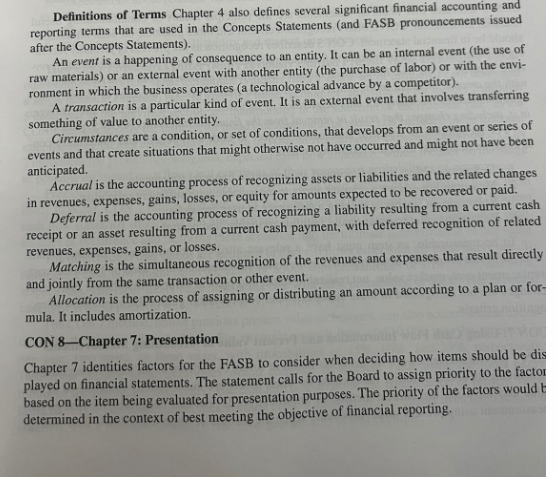 Definitions of Terms Chapter 4 also defines several significant financial accounting and
reporting terms that are used in the Concepts Statements (and FASB pronouncements issued
after the Concepts Statements).
An event is a happening of consequence to an entity. It can be an internal event (the use of
raw materials) or an external event with another entity (the purchase of labor) or with the envi-
ronment in which the business operates (a technological advance by a competitor).
A transaction is a particular kind of event. It is an external event that involves transferring
something of value to another entity.
Circumstances are a condition, or set of conditions, that develops from an event or series of
events and that create situations that might otherwise not have occurred and might not have been
anticipated.
Accrual is the accounting process of recognizing assets or liabilities and the related changes
in revenues, expenses, gains, losses, or equity for amounts expected to be recovered or paid.
Deferral is the accounting process of recognizing a liability resulting from a current cash
receipt or an asset resulting from a current cash payment, with deferred recognition of related
revenues, expenses, gains, or losses.
Matching is the simultaneous recognition of the revenues and expenses that result directly
and jointly from the same transaction or other event.
Allocation is the process of assigning or distributing an amount according to a plan or for-
mula. It includes amortization.
CON 8—Chapter 7: Presentation
Chapter 7 identities factors for the FASB to consider when deciding how items should be dis
played on financial statements. The statement calls for the Board to assign priority to the factor
based on the item being evaluated for presentation purposes. The priority of the factors would b
determined in the context of best meeting the objective of financial reporting.